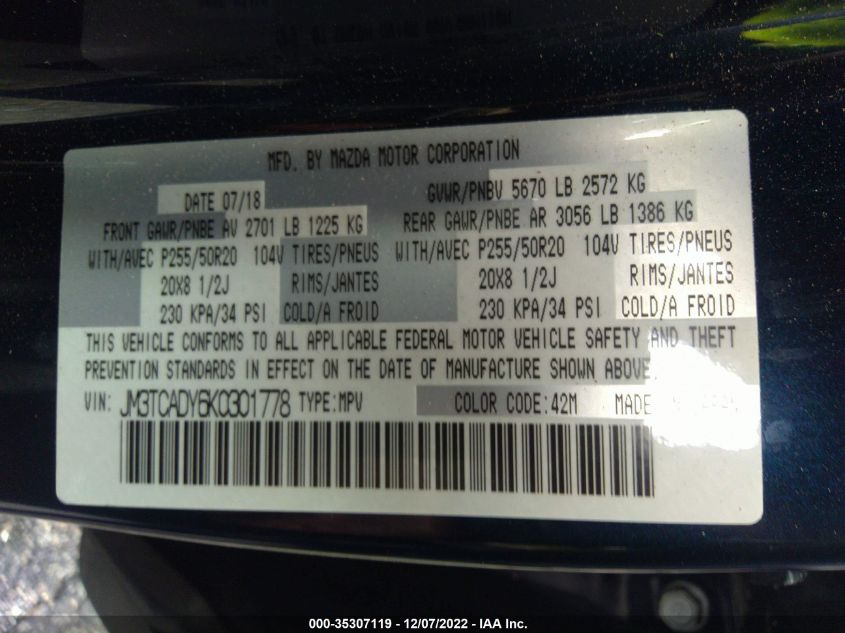 MFD. BY MAZDA MOTOR CORPORATION
DATE 07/18 GVWR/PNBV 5670 LB 2572 KG
FRONT GAWR/PNBE AV 2701 LB 1225 KG REAR GAWR/PNBE AR 3056 LB 1386 KG
WITH/AVEC P255/50R20 104V TIRES/PNEUS WITH/AVEC P255/50R20 104V TIRES/PNEUS
20X8 1/2J RIMS/JANTES 20X8 1/2J RIMS/JANTES
230 KPA/34 PSI COLD/A FROID 230 KPA/34 PSI COLD/A FROID
THIS VEHICLE CONFORMS TO ALL APPLICABLE FEDERAL MOTOR VEHICLE SAFETY AND THEFT
PREVENTION STANDARDS IN EFFECT ON THE DATE OF MANUFACTURE SHOWN ABOVE.
VIN: JM3TCADY6K0301778 TYPE:MPV COLOR CODE:42M MADE
000-35307119 - 12/07/2022 - IAA Inc.